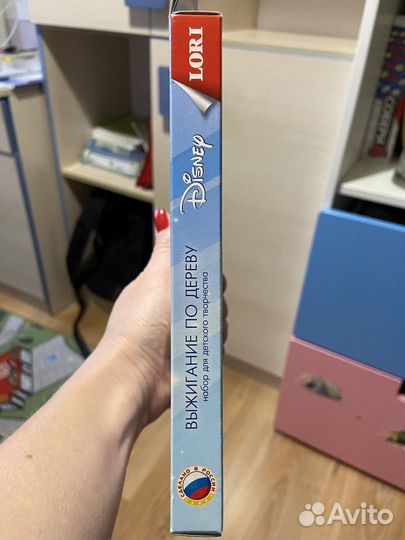 LORI
Disney
ВЫЖИГАНИЕ ПО ДЕРЕВУ
набор для детского творчества
СДЕЛАНО В РОССИИ
Avito